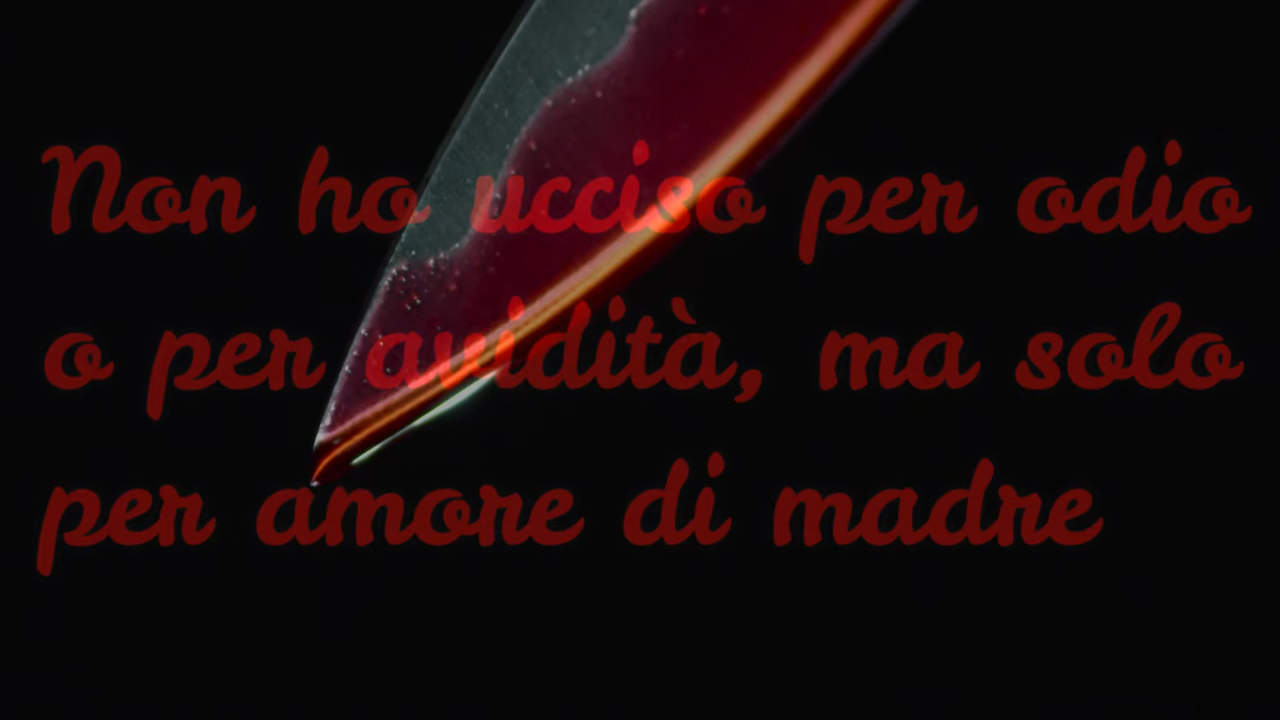 Non ho ucciso per odio
o per avidità, ma solo
per amore di madre